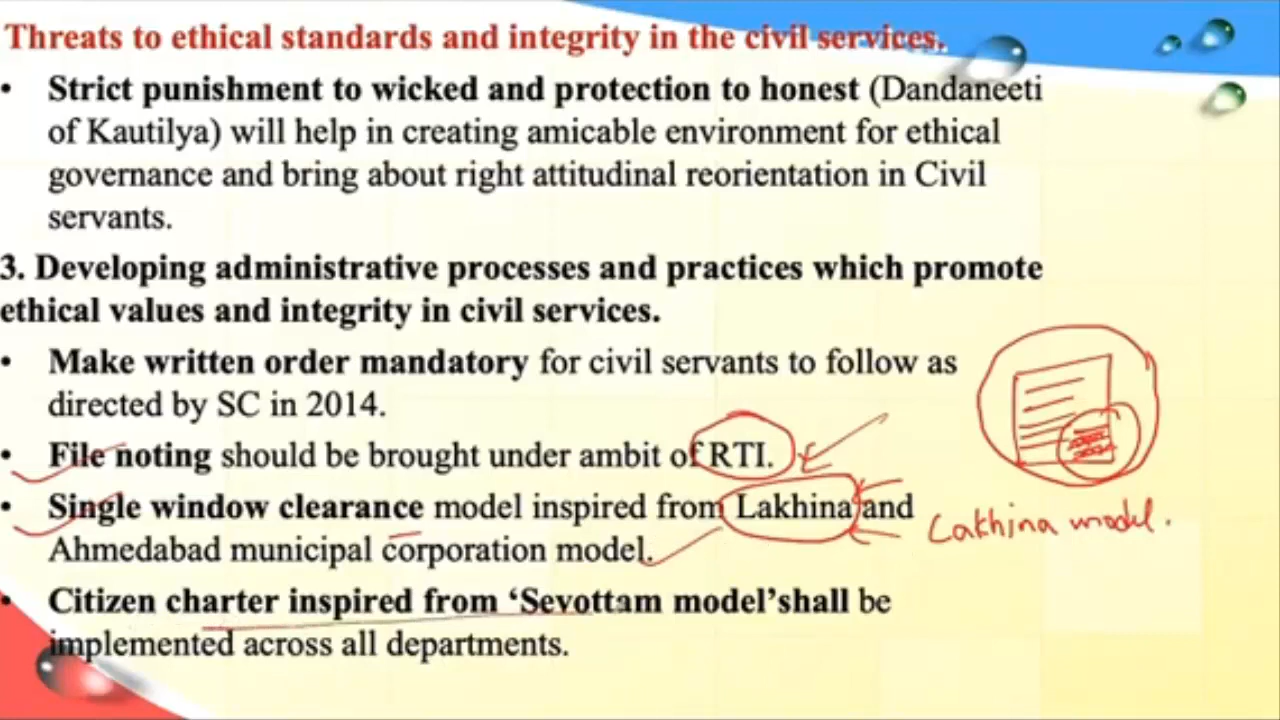 Threats to ethical standards and integrity in the civil services.
• Strict punishment to wicked and protection to honest (Dandaneeti
of Kautilya) will help in creating amicable environment for ethical
governance and bring about right attitudinal reorientation in Civil
servants.
3. Developing administrative processes and practices which promote
ethical values and integrity in civil services.
• Make written order mandatory for civil servants to follow as
directed by SC in 2014.
• File noting should be brought under ambit of RTI.
• Single window clearance model inspired from Lakhina and
Ahmedabad municipal corporation model.
Lakhina model.
• Citizen charter inspired from ‘Sevottam model’shall be
implemented across all departments.